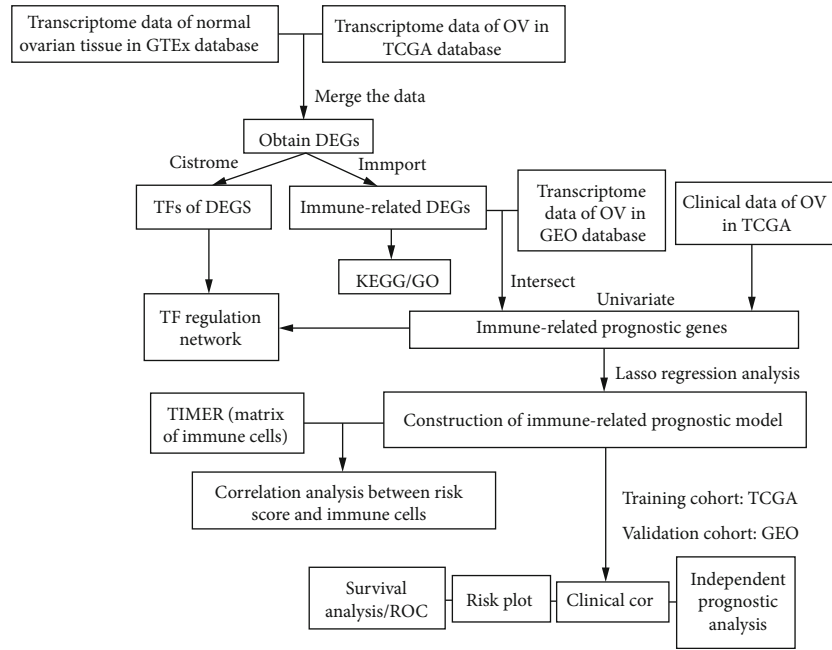 Transcriptome data of normal
ovarian tissue in GTEx database
Transcriptome data of OV in
TCGA database
Merge the data
Obtain DEGs
Cistrome
Immport
TFs of DEGS
Immune-related DEGs
Transcriptome
data of OV in
GEO database
Clinical data of OV
in TCGA
KEGG/GO
Intersect
Univariate
TF regulation
network
Immune-related prognostic genes
Lasso regression analysis
TIMER (matrix
of immune cells)
Construction of immune-related prognostic model
Correlation analysis between risk
score and immune cells
Training cohort: TCGA
Validation cohort: GEO
Survival
analysis/ROC
Risk plot
Clinical cor
Independent
prognostic
analysis